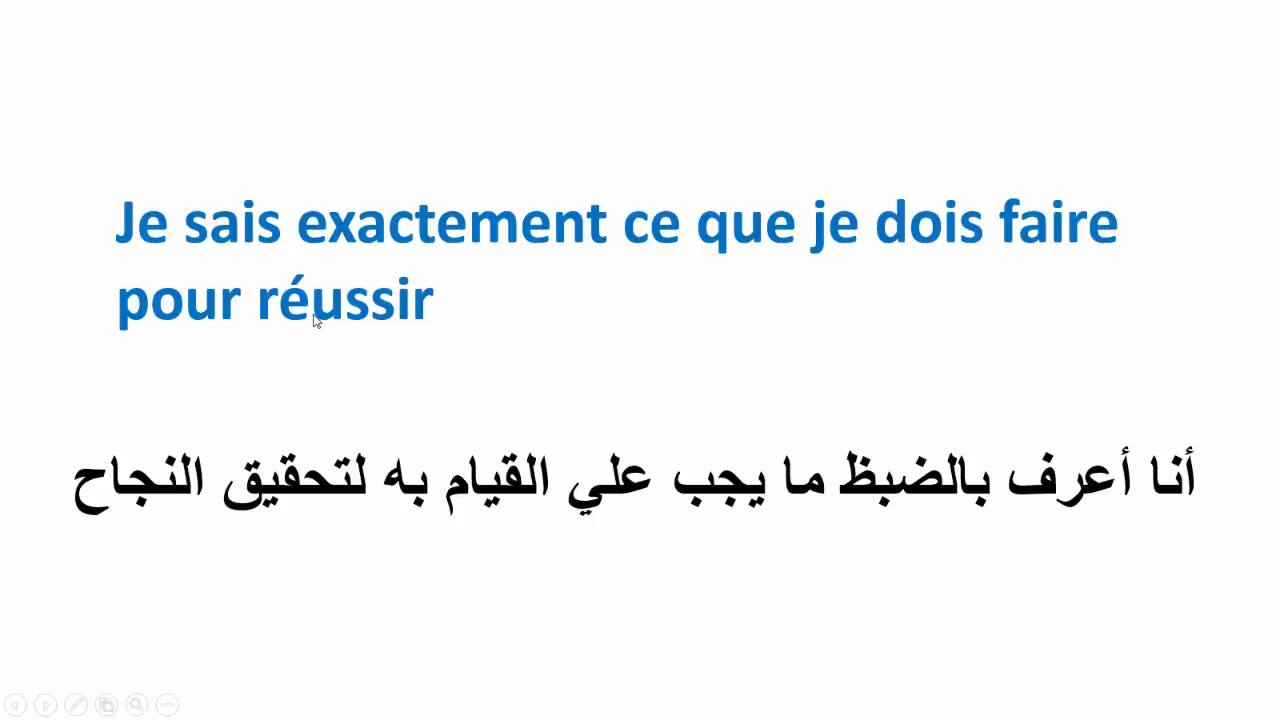 Je sais exactement ce que je dois faire
pour réussir
أنا أعرف بالضبظ ما يجب علي القيام به لتحقيق النجاح